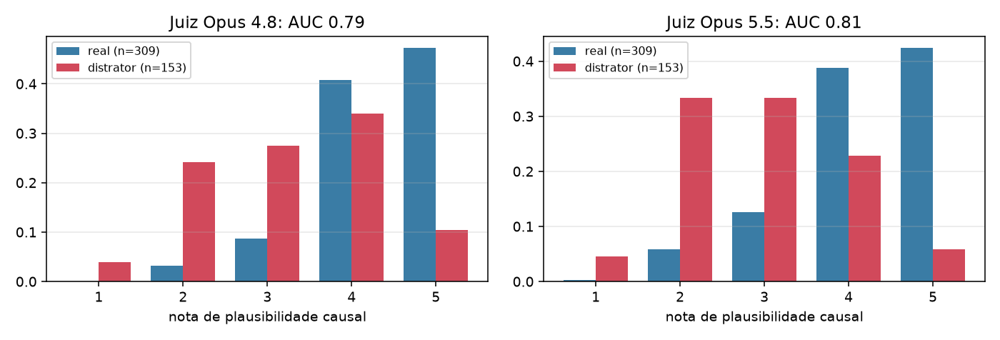 Juiz Opus 4.8: AUC 0.79
real (n=309)
distrator (n=153)
0.4
0.3
0.2
0.1
0.0
1 2 3 4 5
nota de plausibilidade causal
Juiz Opus 5.5: AUC 0.81
real (n=309)
distrator (n=153)
0.4
0.3
0.2
0.1
0.0
1 2 3 4 5
nota de plausibilidade causal